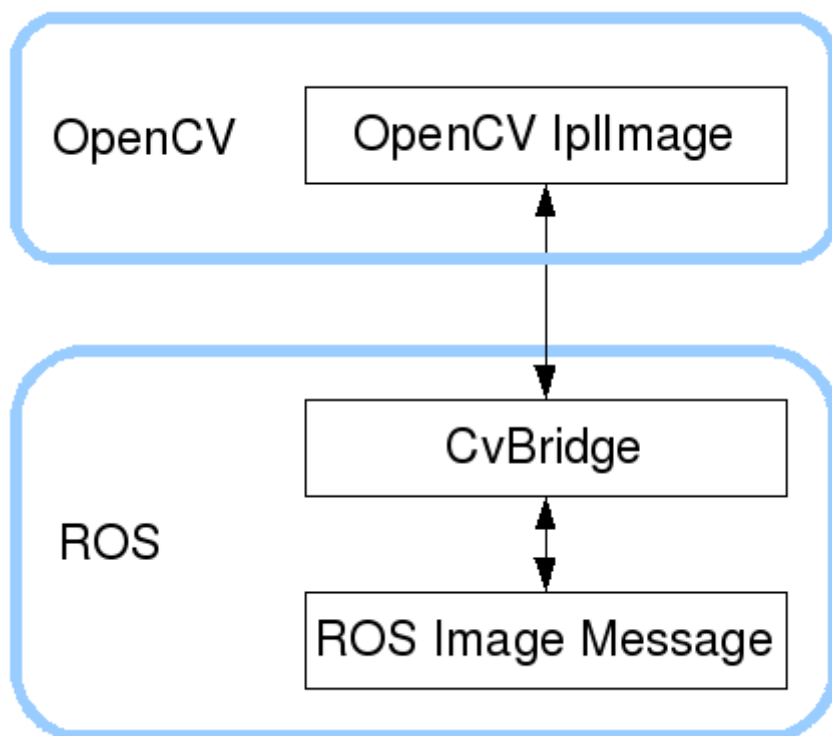 OpenCV
OpenCV IplImage
CvBridge
ROS
ROS Image Message